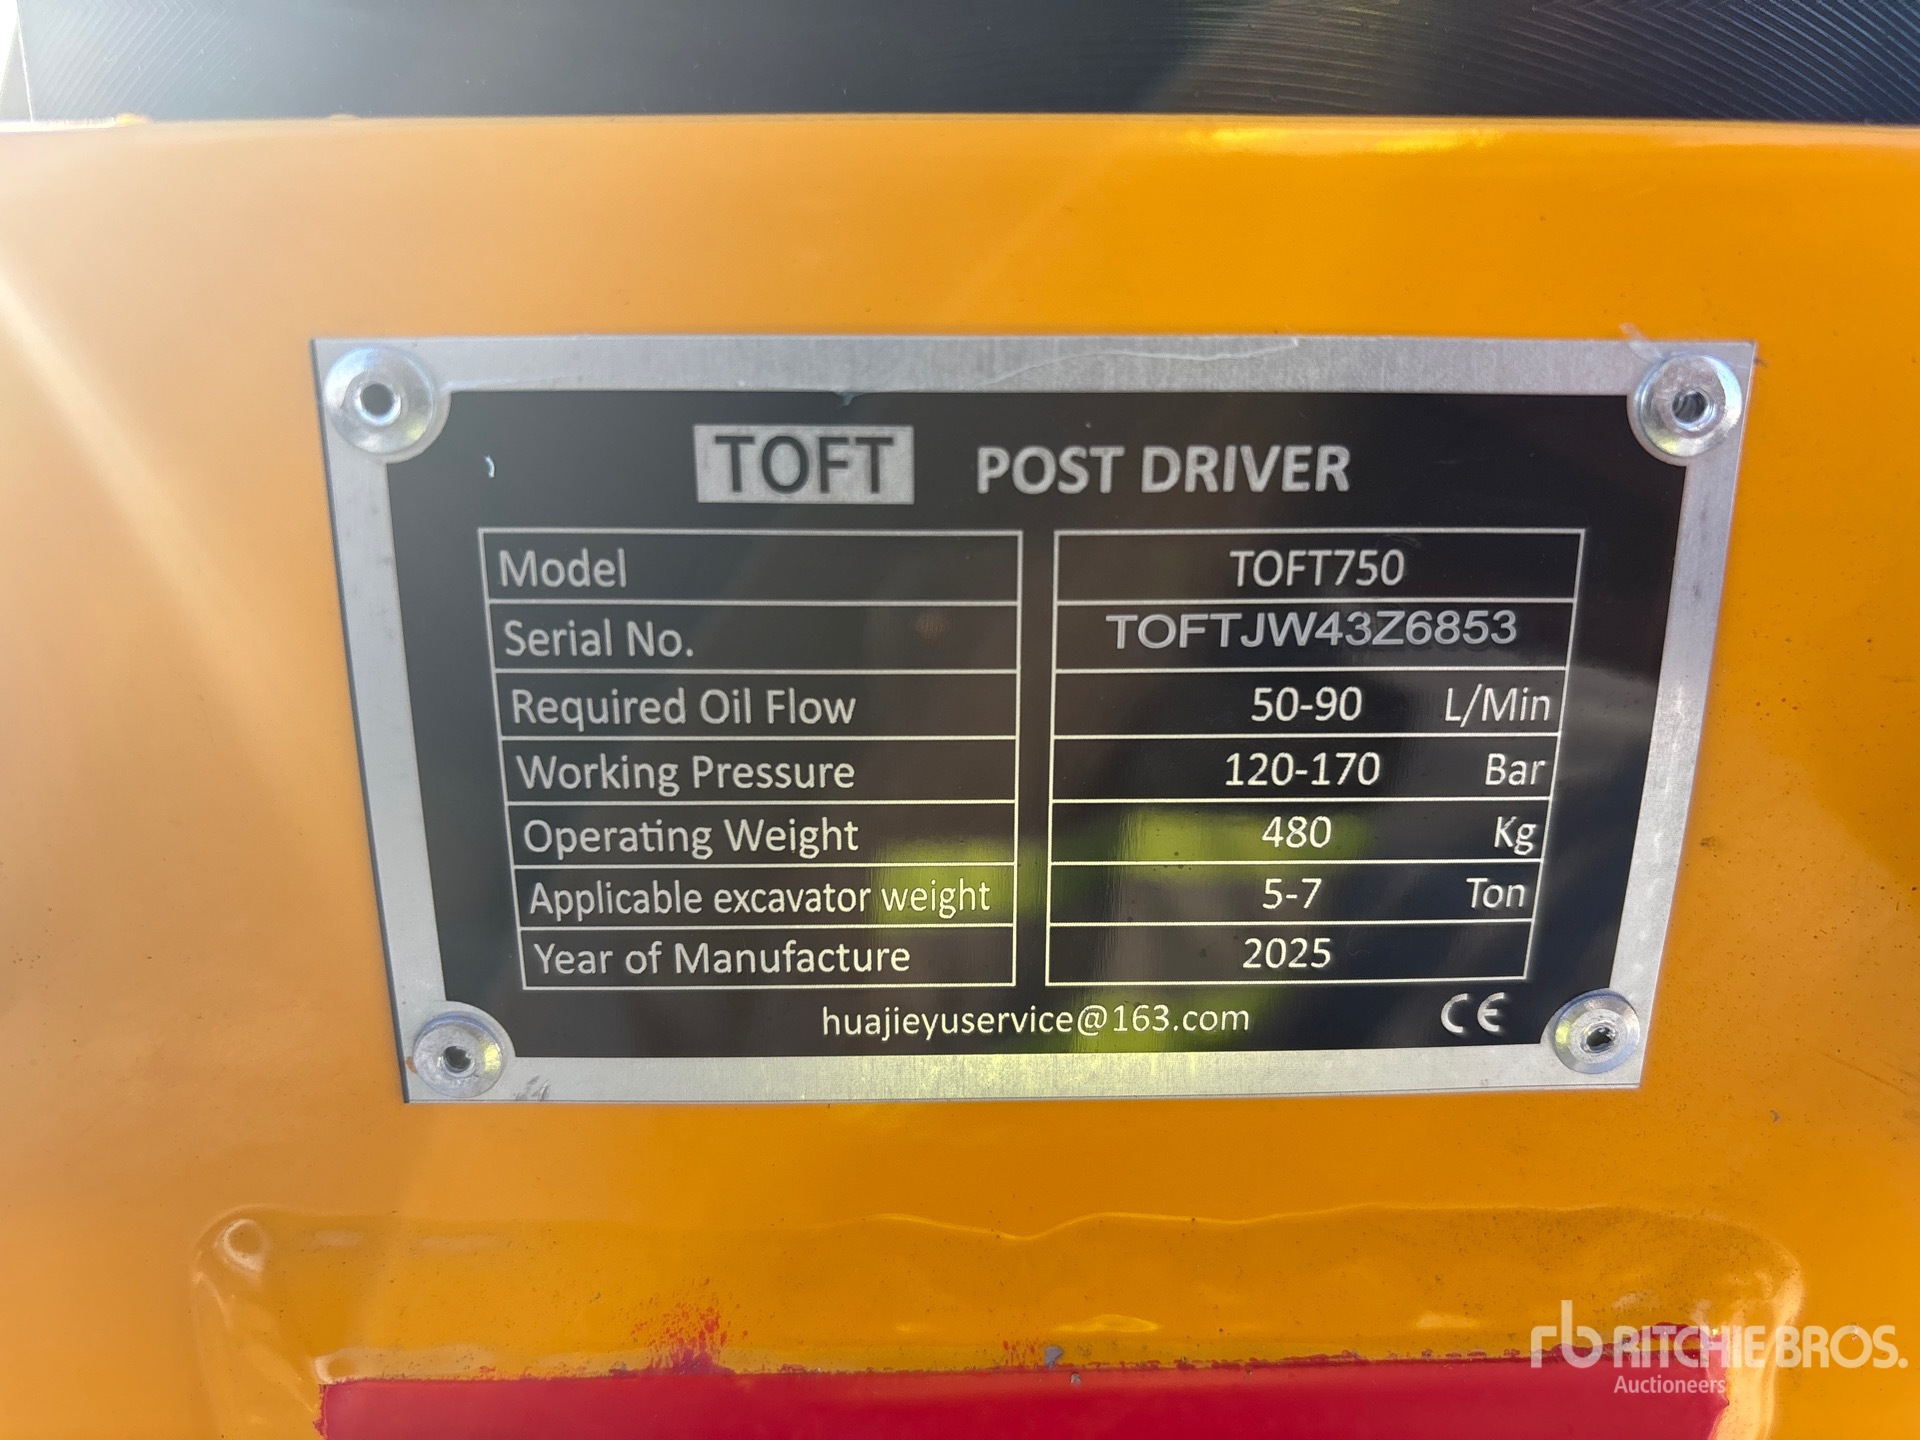 TOFT POST DRIVER
Model TOFT750
Serial No. TOFTJW43Z6853
Required Oil Flow 50-90 L/Min
Working Pressure 120-170 Bar
Operating Weight 480 Kg
Applicable excavator weight 5-7 Ton
Year of Manufacture 2025
huajieyuservice@163.com CE
rb RITCHIE BROS.
Auctioneers